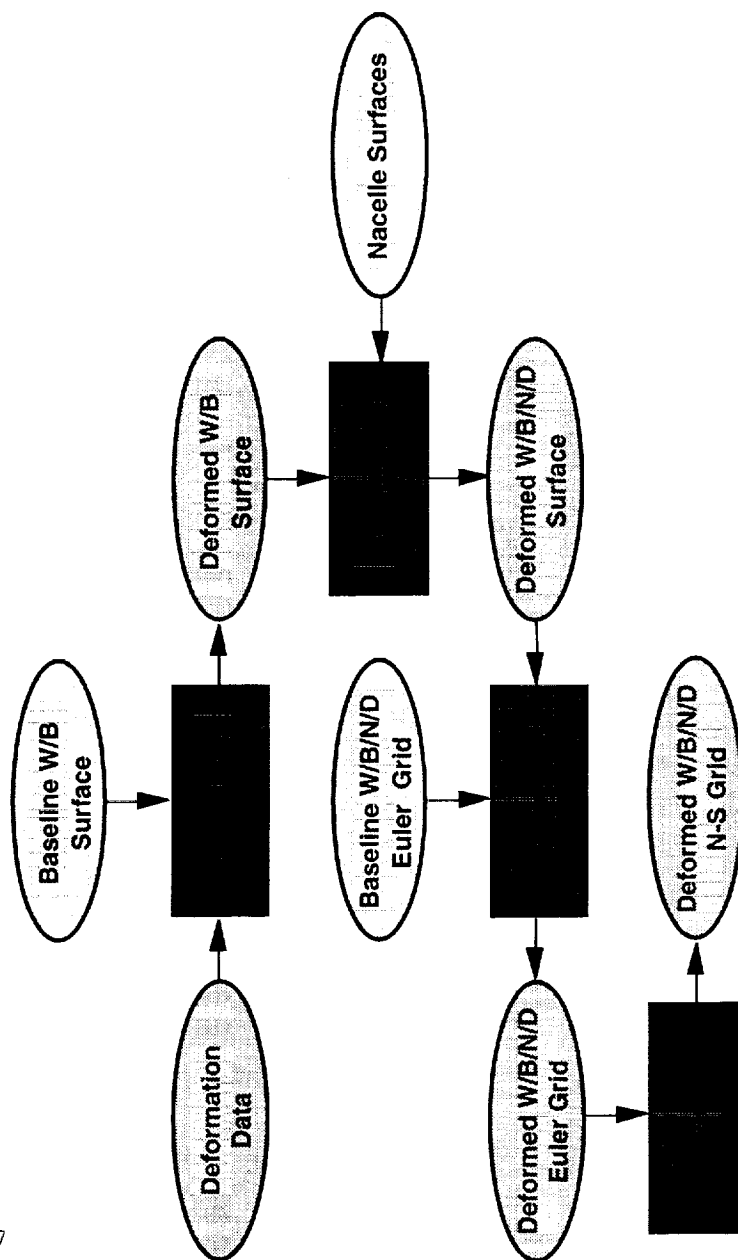 Baseline W/B
Surface
Deformation
Data
Deformed W/B
Surface
Nacelle Surfaces
Baseline W/B/N/D
Euler Grid
Deformed W/B/N/D
Surface
Deformed W/B/N/D
Euler Grid
Deformed W/B/N/D
N-S Grid